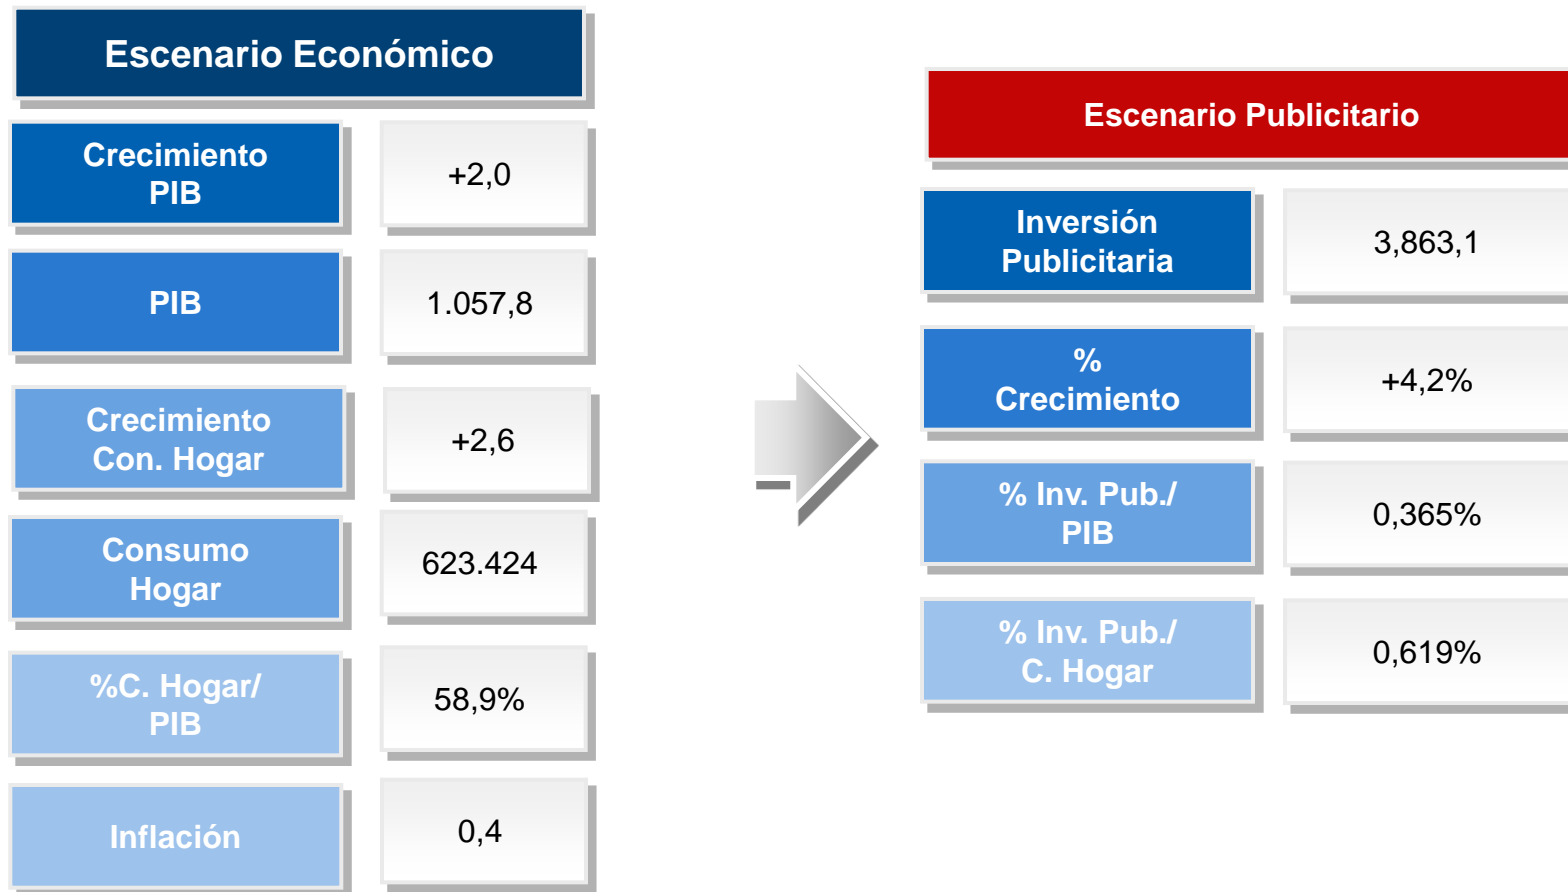 Escenario Económico
Crecimiento
PIB
+2,0
PIB
1.057,8
Crecimiento
Con. Hogar
+2,6
Consumo
Hogar
623.424
%C. Hogar/
PIB
58,9%
Inflación
0,4
Escenario Publicitario
Inversión
Publicitaria
3,863,1
%
Crecimiento
+4,2%
% Inv. Pub./
PIB
0,365%
% Inv. Pub./
C. Hogar
0,619%